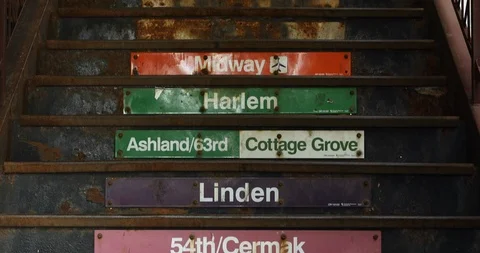 Midway
Harlem
Ashland/63rd Cottage Grove
Linden
54th/Cermak